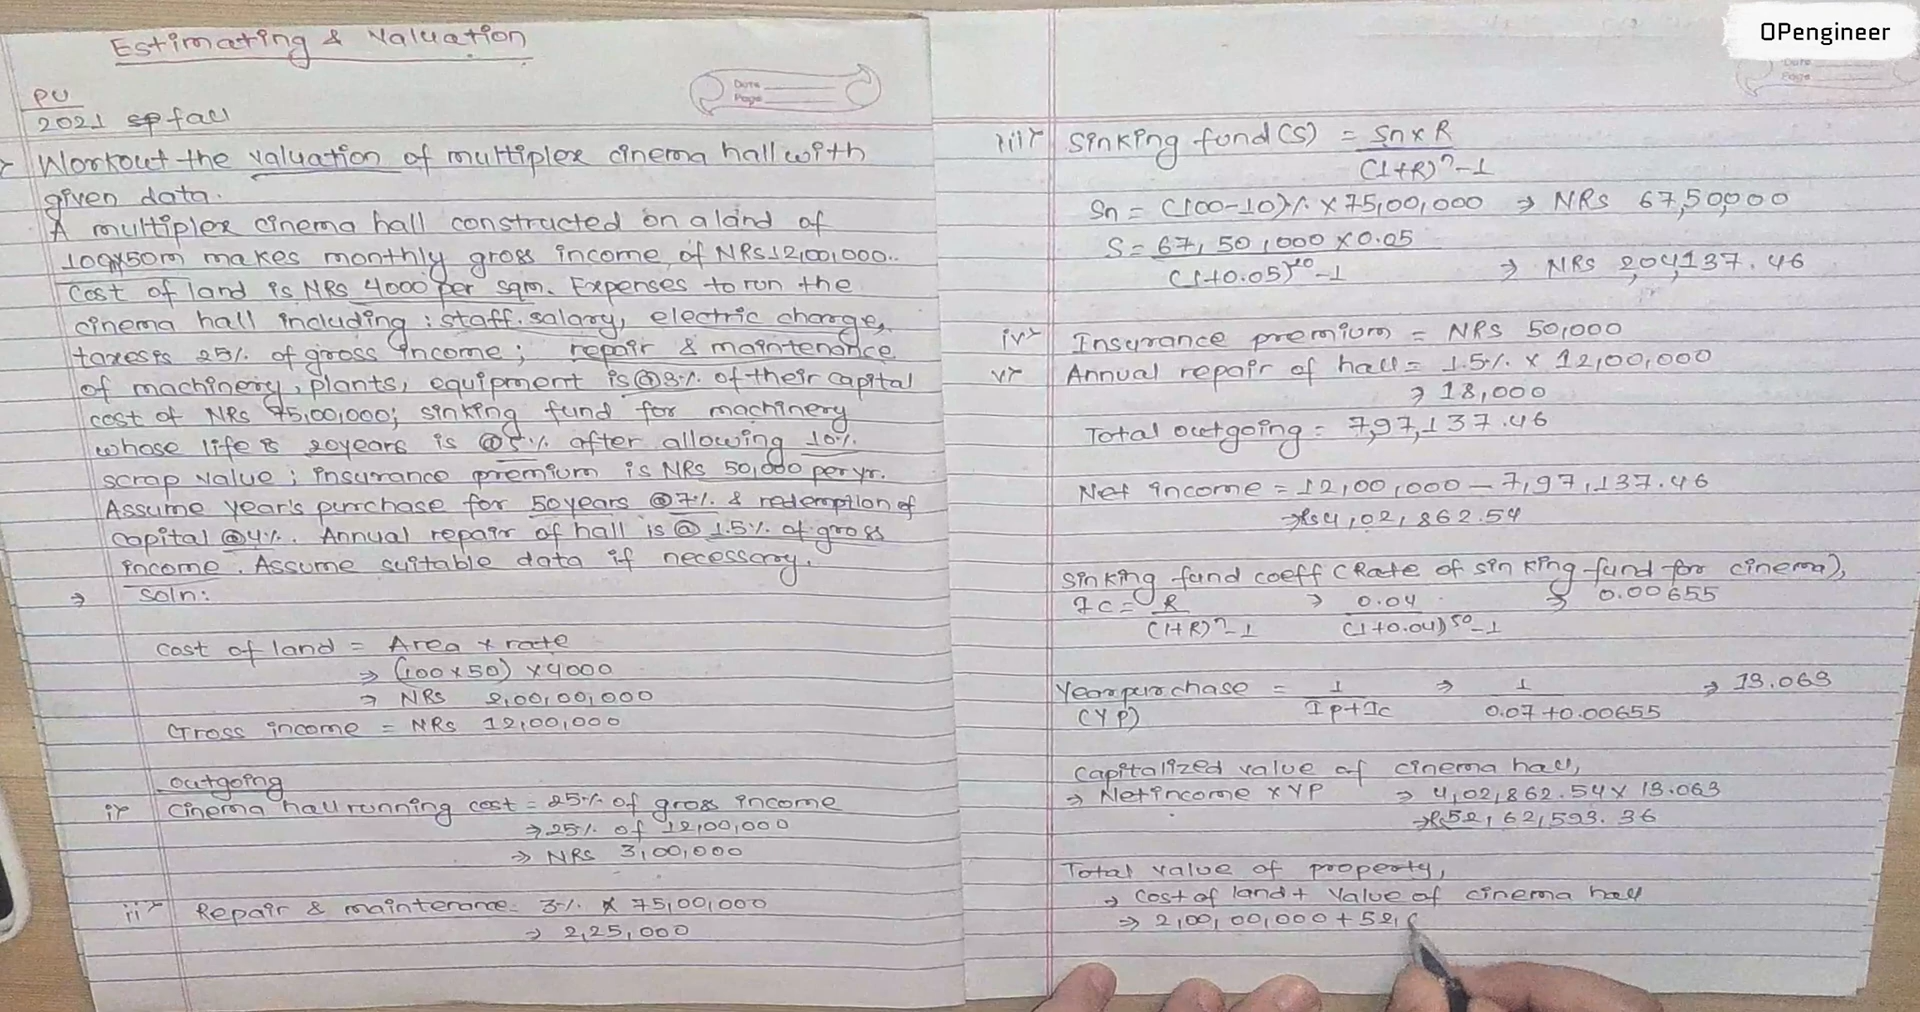 OPengineer
Estimating & Valuation
Date
Page
PU
2021 fall
Workout the valuation of multiplex cinema hall with
given data.
A multiplex cinema hall constructed on a land of
100x50m makes monthly gross income of NRs 12,00,000..
Cost of land is NRs 4000 per sqm. Expenses to run the
cinema hall including : staff salary, electric charge,
taxes is 25% of gross income; repair & maintenance
of machinery, plants, equipment is @3% of their capital
cost of NRs 75,00,000; sinking fund for machinery
whose life is 20years is @5% after allowing 10%
scrap value; insurance premium is NRs 50,000 per yr.
Assume year's purchase for 50years @7% & redemption of
capital @4%. Annual repair of hall is @ 1.5% of gross
income. Assume suitable data if necessary.
⇒ Soln:
Cost of land = Area x rate
⇒ (100x50) x4000
⇒ NRs 2,00,00,000
Gross income = NRs 12,00,000
Outgoing
i> Cinema hall running cost = 25% of gross income
⇒ 25% of 12,00,000
⇒ NRs 3,00,000
ii> Repair & maintenance = 3% x 75,00,000
⇒ 2,25,000
Date
Page
iii> Sinking fund (S) = Sn x R
(1+R)^n-1
Sn = (100-10)% x 75,00,000 ⇒ NRs 67,50,000
S = 67,50,000 x 0.05
(1+0.05)^20-1 ⇒ NRs 2,04,137.46
iv> Insurance premium = NRs 50,000
v> Annual repair of hall = 1.5% x 12,00,000
⇒ 18,000
Total outgoing = 7,97,137.46
Net income = 12,00,000 - 7,97,137.46
⇒ Rs 4,02,862.54
Sinking fund coeff (Rate of sinking fund for cinema),
Ic = R ⇒ 0.04 ⇒ 0.00655
(1+R)^n-1 (1+0.04)^50-1
Year purchase = 1 ⇒ 1 ⇒ 13.063
(YP) Ip+Ic 0.07+0.00655
Capitalized value of cinema hall,
⇒ Net income x YP ⇒ 4,02,862.54 x 13.063
⇒ Rs 52,62,593.36
Total value of property,
⇒ Cost of land + Value of cinema hall
⇒ 2,00,00,000 + 52,